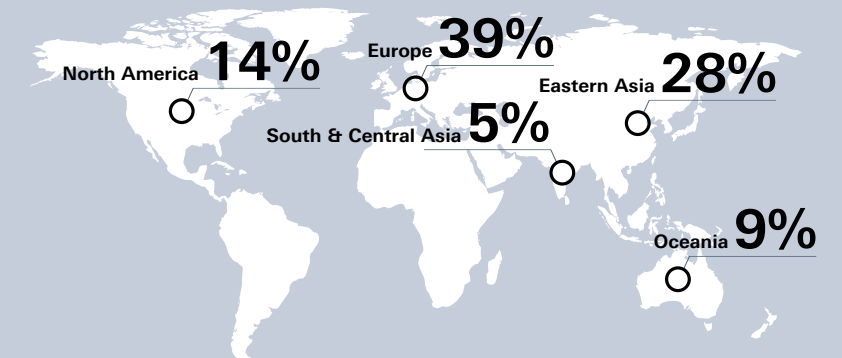 Europe 39%
North America 14%
Eastern Asia 28%
South & Central Asia 5%
Oceania 9%